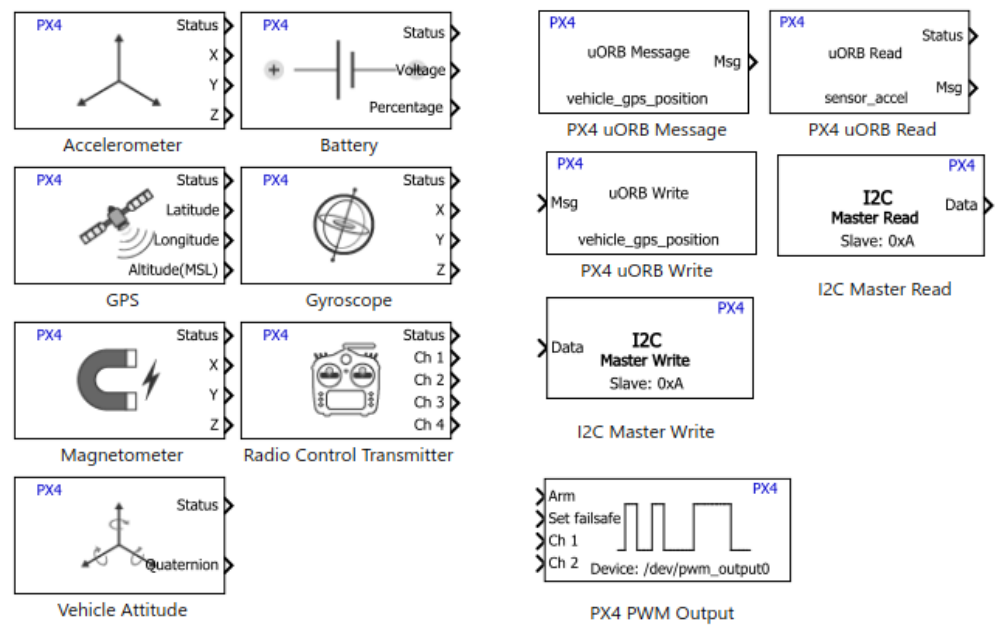 PX4
Status
X
Y
Z
Accelerometer
PX4
Status
Voltage
Percentage
Battery
PX4
Status
Latitude
Longitude
Altitude(MSL)
GPS
PX4
Status
X
Y
Z
Gyroscope
PX4
Status
X
Y
Z
Magnetometer
PX4
Status
Ch 1
Ch 2
Ch 3
Ch 4
Radio Control Transmitter
PX4
Status
Quaternion
Vehicle Attitude
PX4
uORB Message
Msg
vehicle_gps_position
PX4 uORB Message
PX4
Status
uORB Read
Msg
sensor_accel
PX4 uORB Read
PX4
uORB Write
Msg
vehicle_gps_position
PX4 uORB Write
PX4
I2C
Master Read
Data
Slave: 0xA
I2C Master Read
PX4
I2C
Data
Master Write
Slave: 0xA
I2C Master Write
PX4
Arm
Set failsafe
Ch 1
Ch 2
Device: /dev/pwm_output0
PX4 PWM Output